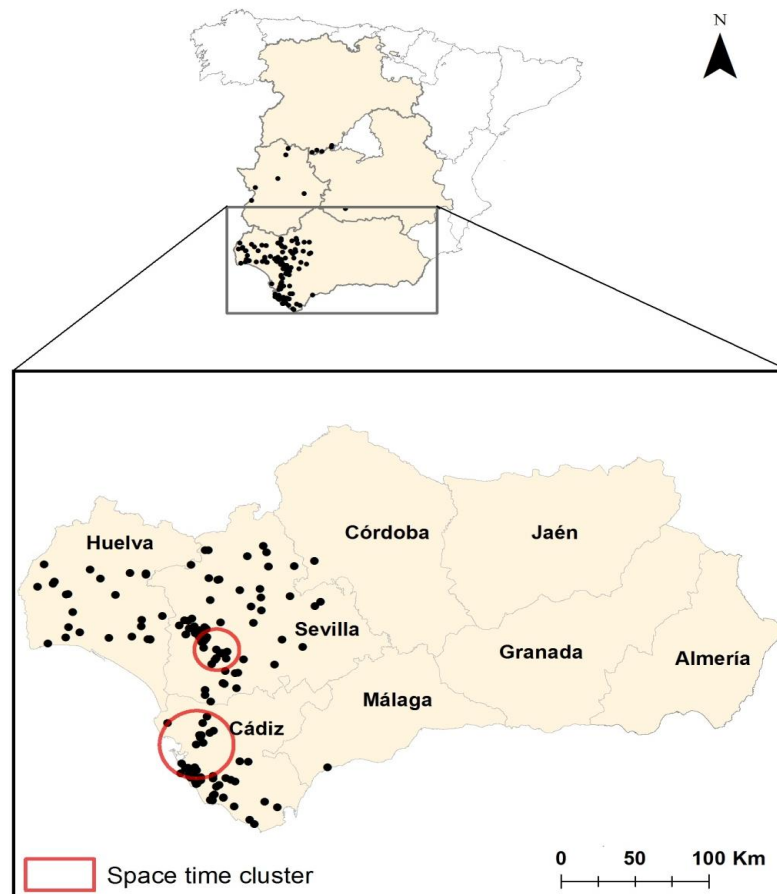 N
Córdoba
Jaén
Huelva
Sevilla
Granada
Almería
Málaga
Cádiz
Space time cluster
0 50 100 Km